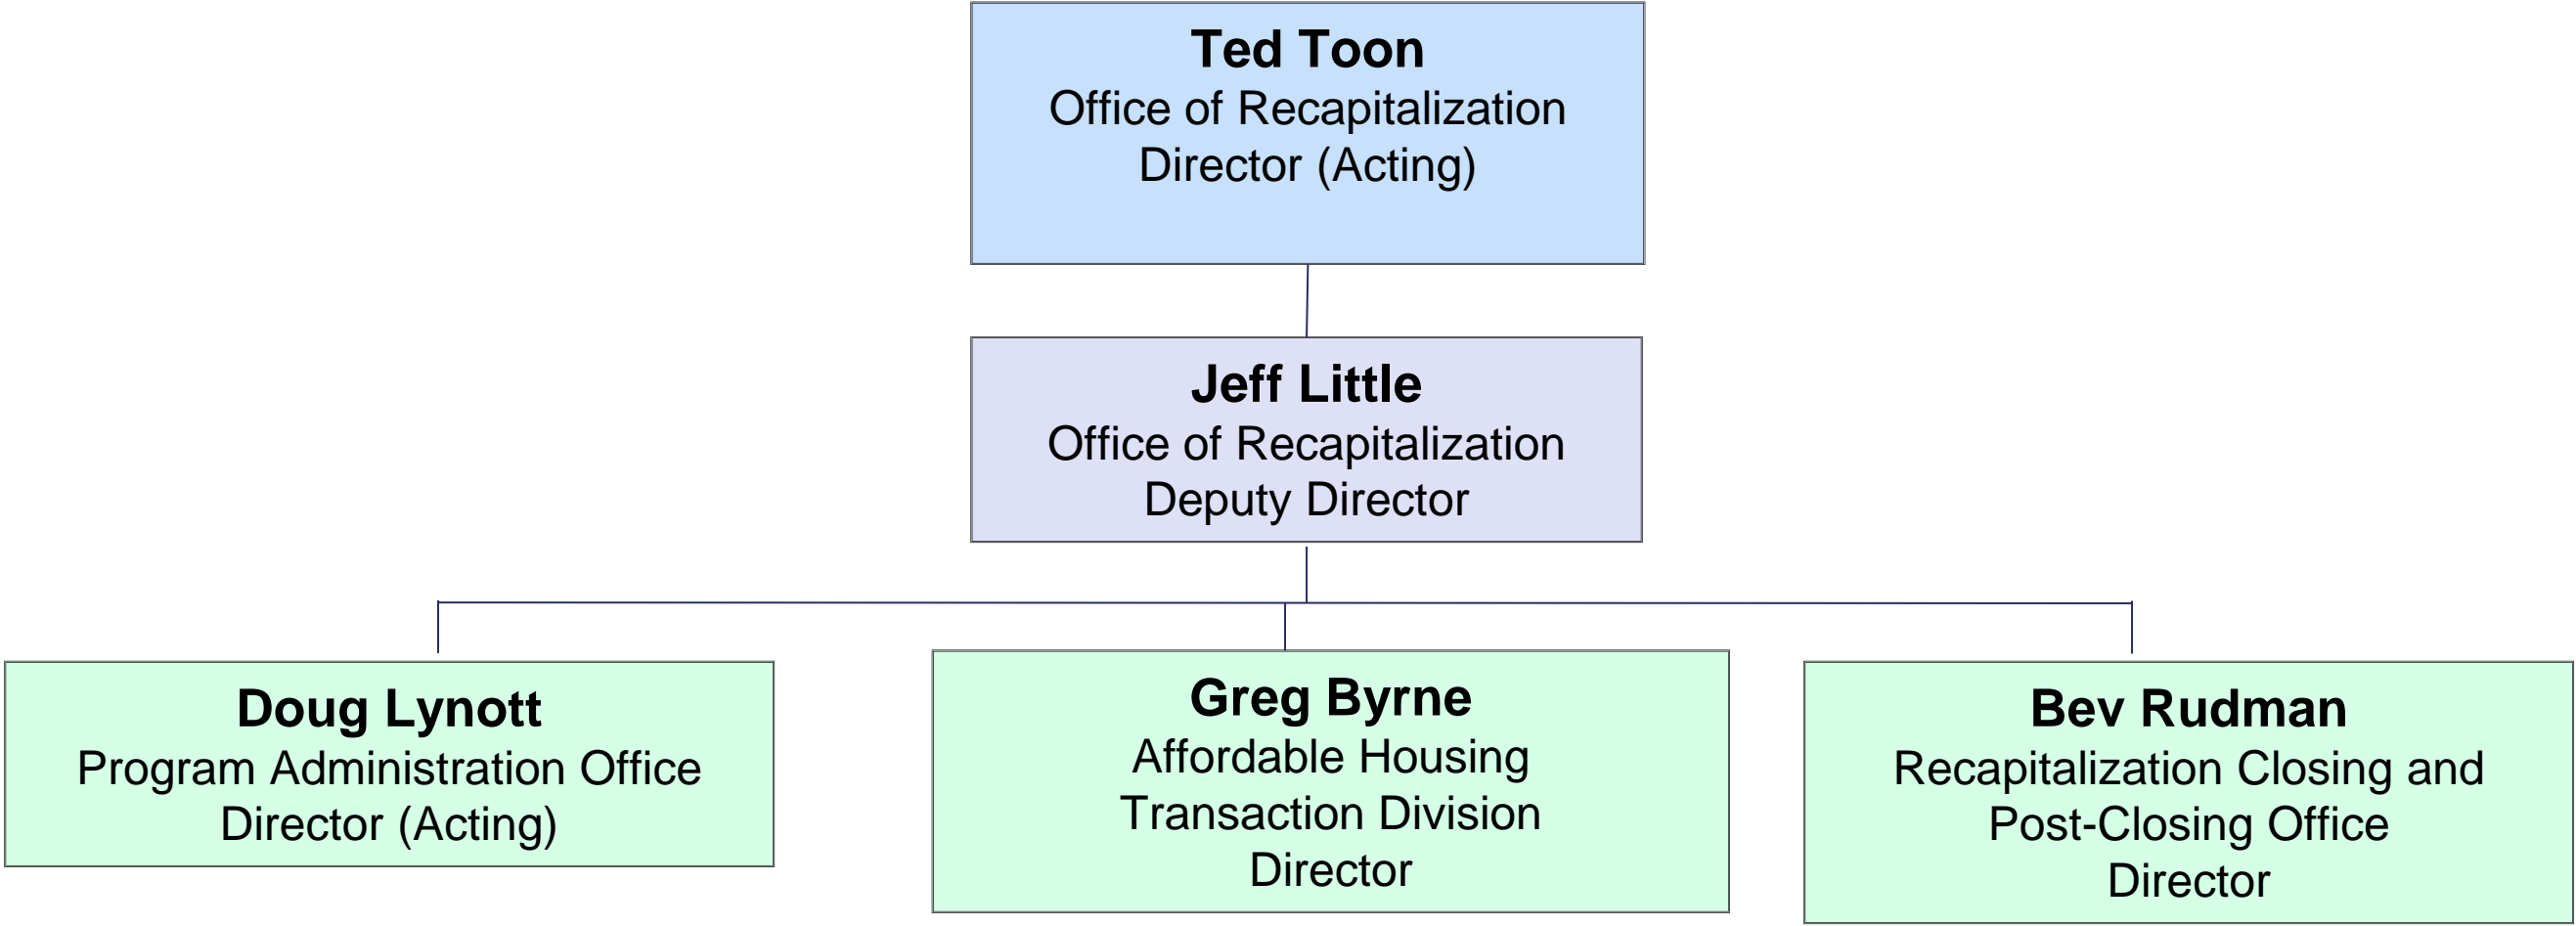 Ted Toon
Office of Recapitalization
Director (Acting)
Jeff Little
Office of Recapitalization
Deputy Director
Doug Lynott
Program Administration Office
Director (Acting)
Greg Byrne
Affordable Housing
Transaction Division
Director
Bev Rudman
Recapitalization Closing and
Post-Closing Office
Director